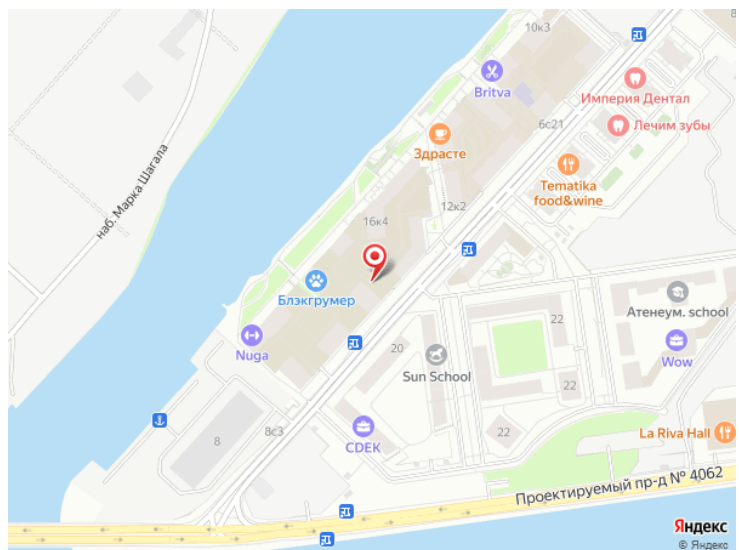 10к3
Britva
Империя Дентал
Лечим зубы
6с21
Здрасте
Tematika
food&wine
наб. Марка Шагала
12к2
16к4
Блэкгрумер
Атенеум. school
Nuga
22
20
Sun School
Wow
22
CDEK
La Riva Hall
22
8с3
8
Проектируемый пр-д № 4062
Яндекс
© Яндекс